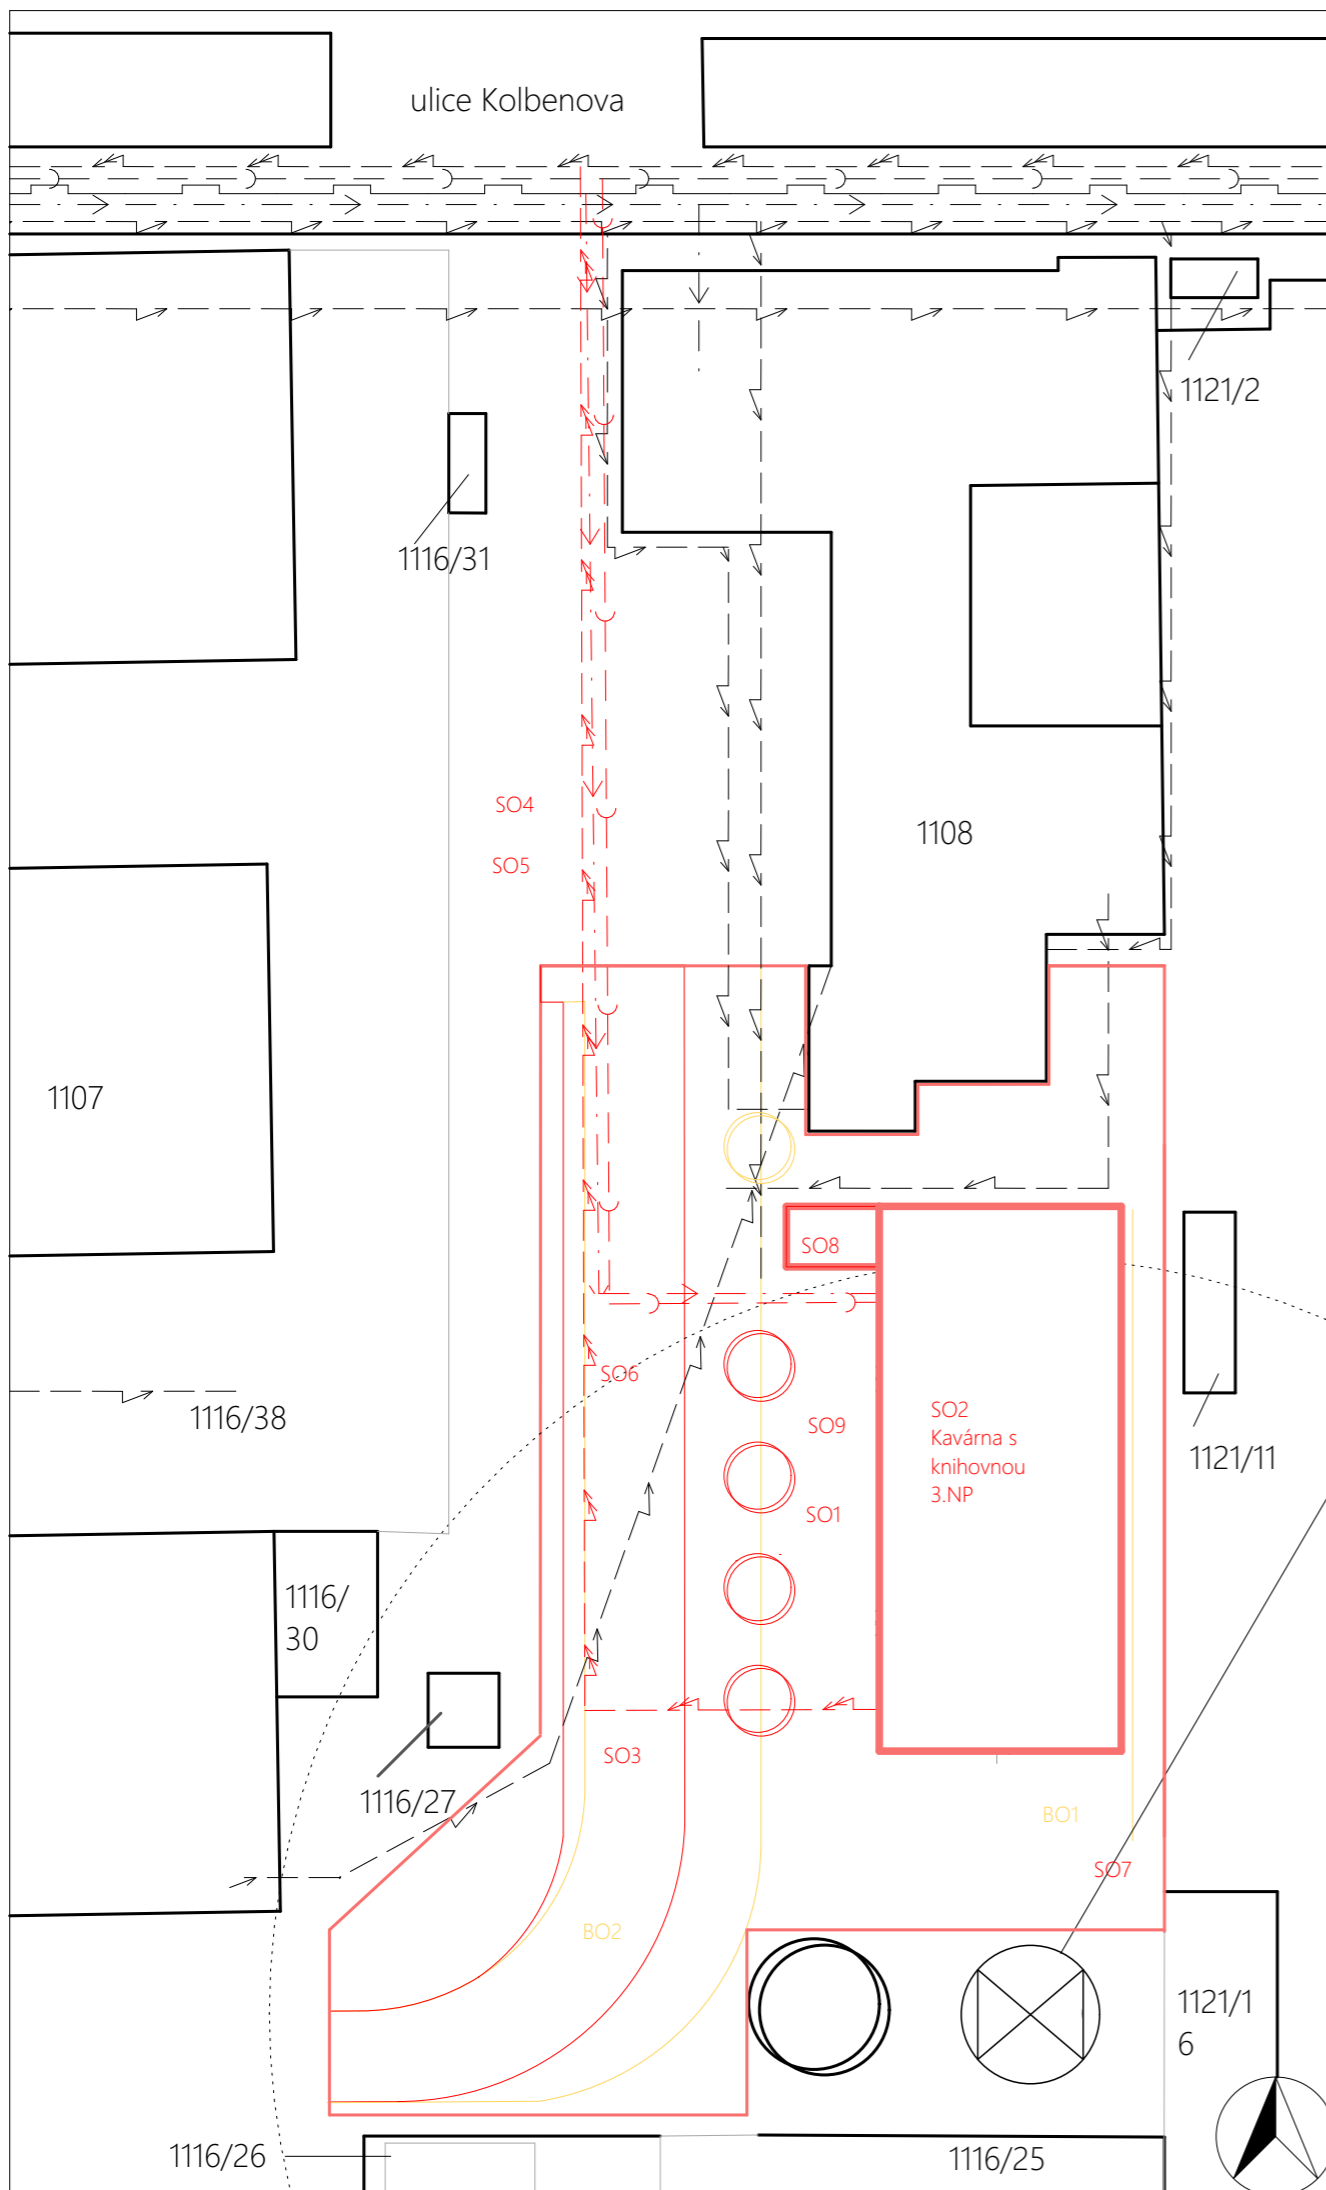 ulice Kolbenova
1121/2
1116/31
SO4
1108
SO5
1107
SO8
SO6
1116/38
SO9
SO2
Kavárna s
knihovnou
3.NP
1121/11
SO1
1116/
30
SO3
1116/27
BO1
SO7
BO2
1121/1
6
1116/26
1116/25